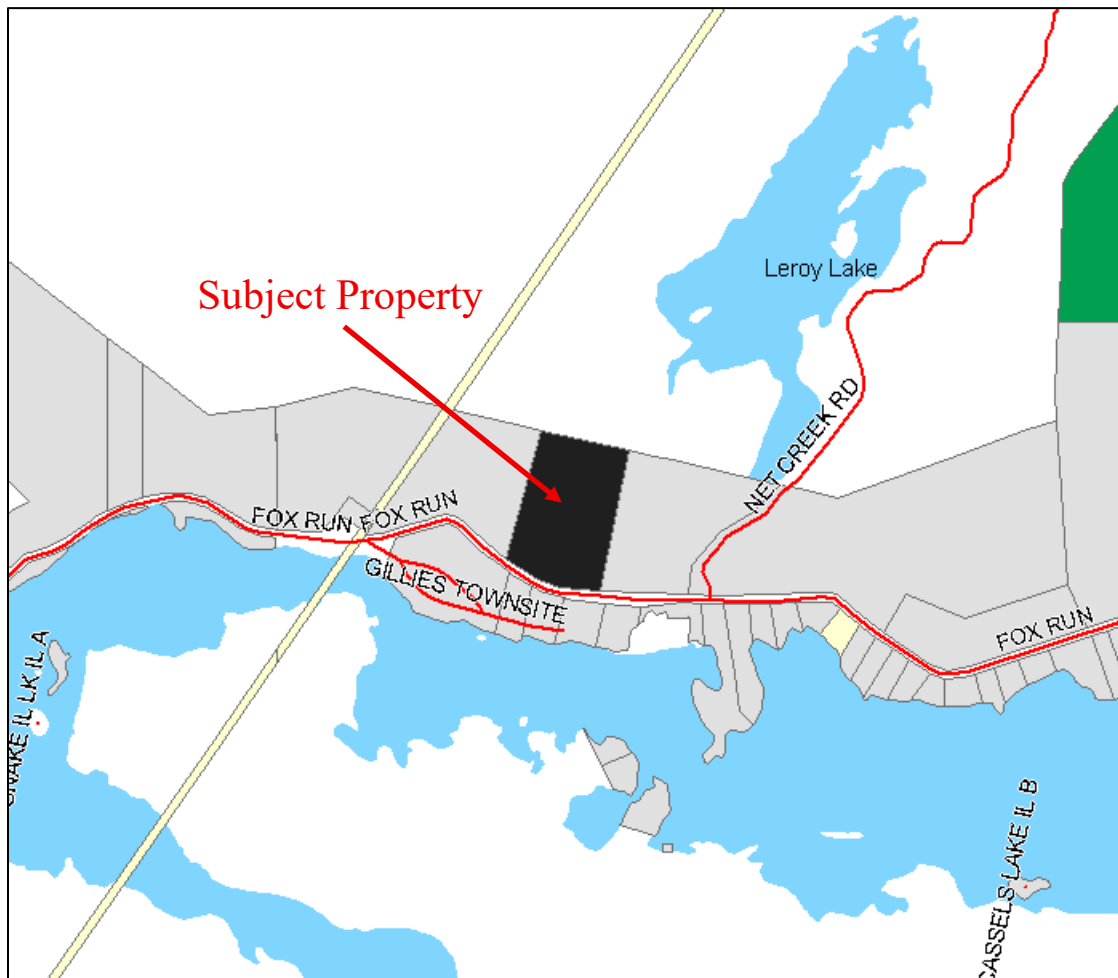 Leroy Lake
Subject Property
NET CREEK RD
FOX RUN FOX RUN
GILLIES TOWNSITE
FOX RUN
SNAKE IL LK IL A
CASSELS LAKE IL B